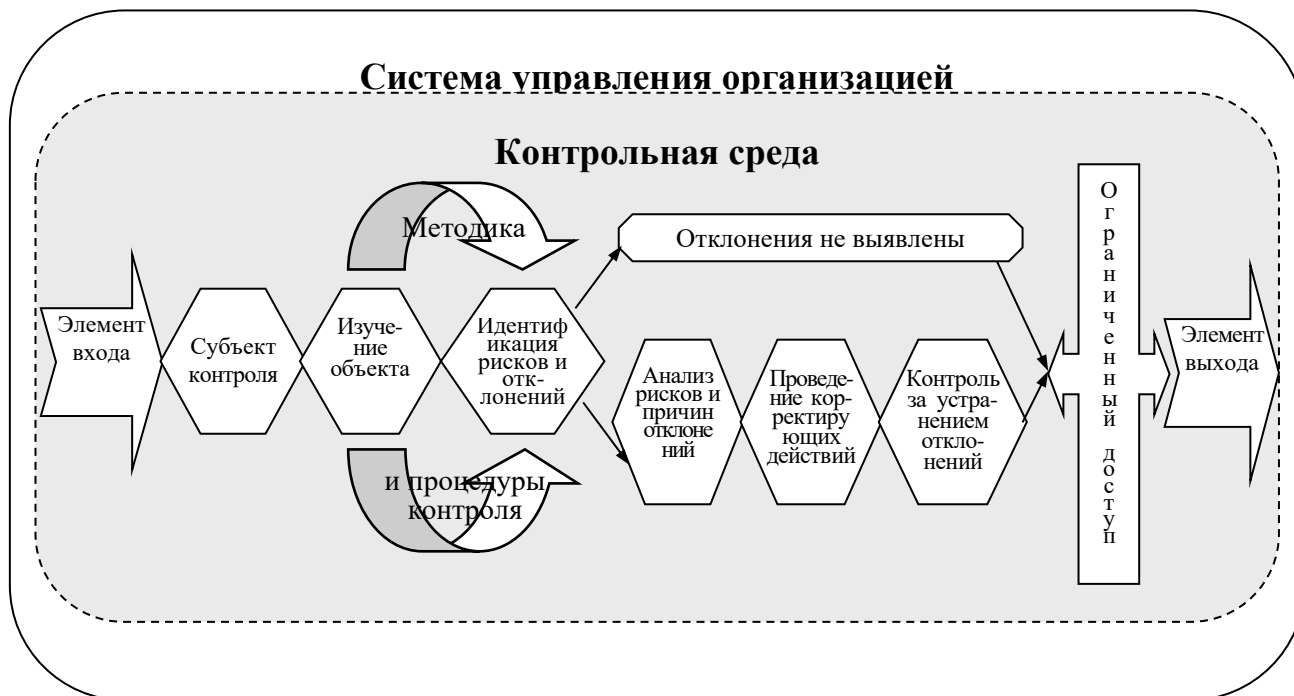 Система управления организацией
Контрольная среда
Методика
Отклонения не выявлены
Элемент
входа
Субъект
контроля
Изуче-
ние
объекта
Идентиф
икация
рисков и
отк-
лонений
и процедуры
контроля
Анализ
рисков и
причин
отклоне
ний
Проведе-
ние кор-
ректиру
ющих
действий
Контроль
за устра-
нением
откло-
нений
Ограниченный доступ
Элемент
выхода